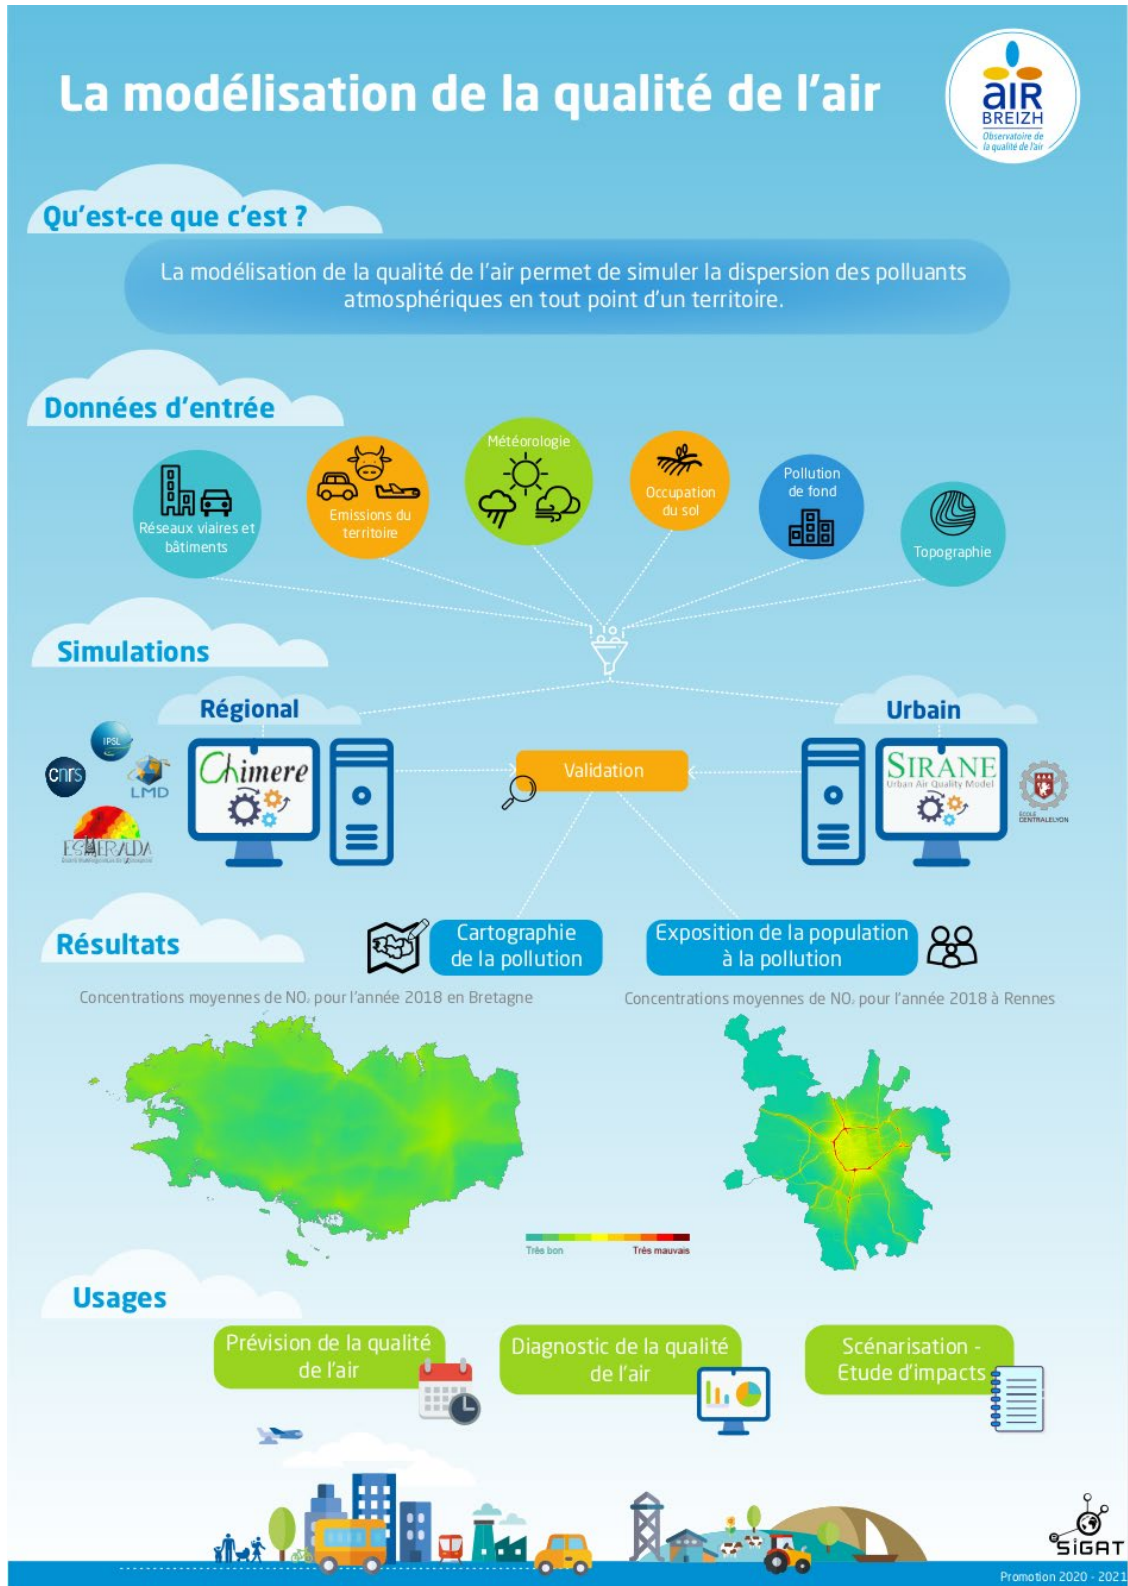 La modélisation de la qualité de l'air
aiR
BREIZH
Observatoire de
la qualité de l'air
Qu'est-ce que c'est ?
La modélisation de la qualité de l'air permet de simuler la dispersion des polluants
atmosphériques en tout point d'un territoire.
Données d'entrée
Réseaux viaires et
bâtiments
Emissions du
territoire
Météorologie
Occupation
du sol
Pollution
de fond
Topographie
Simulations
Régional
Urbain
IPSL
cnrs
LMD
ESMERALDA
Chimere
Validation
SIRANE
Urban Air Quality Model
ECOLE
CENTRALELYON
Résultats
Cartographie
de la pollution
Exposition de la population
à la pollution
Concentrations moyennes de NO₂ pour l'année 2018 en Bretagne
Concentrations moyennes de NO₂ pour l'année 2018 à Rennes
Très bon
Très mauvais
Usages
Prévision de la qualité
de l'air
Diagnostic de la qualité
de l'air
Scénarisation -
Etude d'impacts
SiGAT
Promotion 2020 - 2021